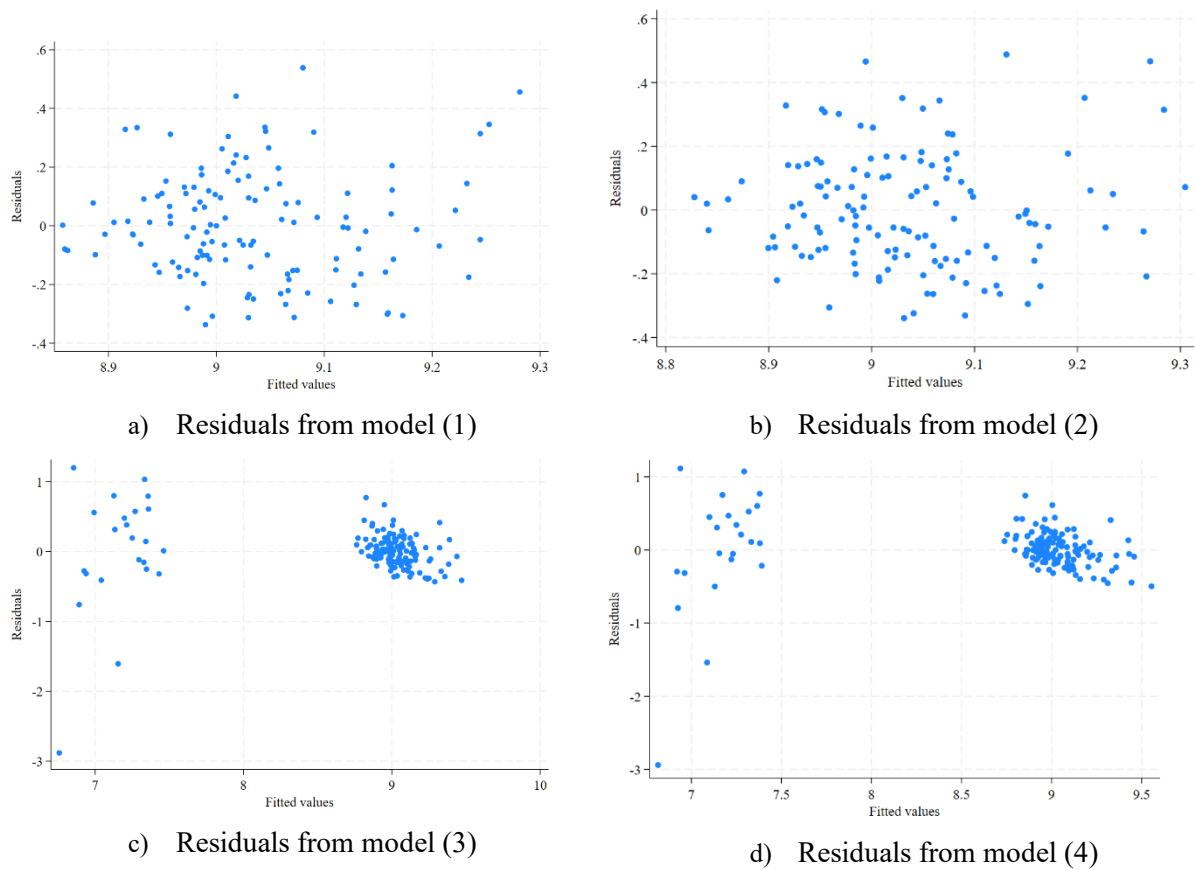 .6
.4
.2
0
-.2
-.4
Residuals
8.9 9 9.1 9.2 9.3
Fitted values
a) Residuals from model (1)
.6
.4
.2
0
-.2
-.4
Residuals
8.8 8.9 9 9.1 9.2 9.3
Fitted values
b) Residuals from model (2)
1
0
-1
-2
-3
Residuals
7 8 9 10
Fitted values
c) Residuals from model (3)
1
0
-1
-2
-3
Residuals
7 7.5 8 8.5 9 9.5
Fitted values
d) Residuals from model (4)